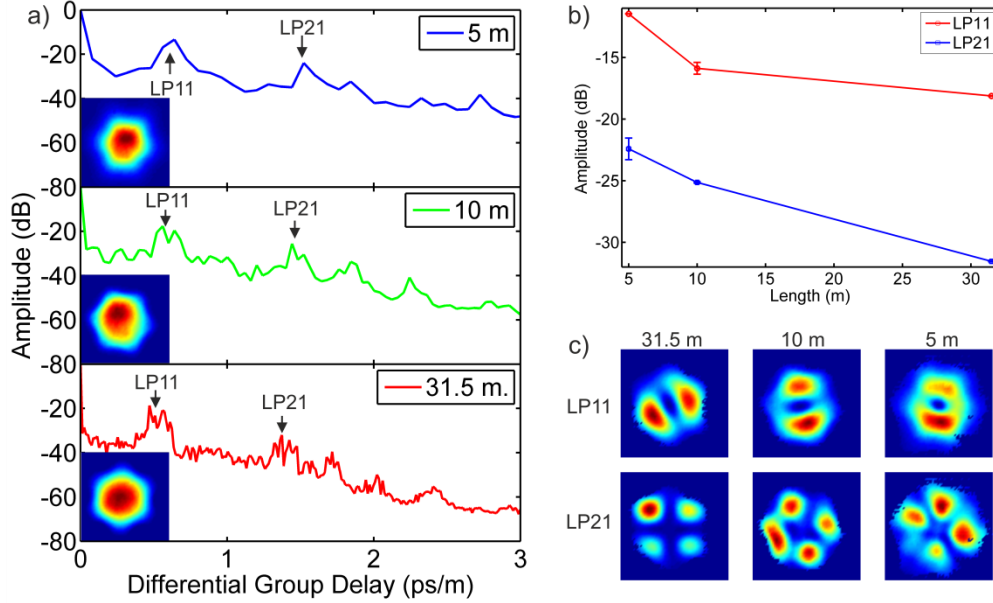 a)
Amplitude (dB)
0
-20
-40
-60
-80
5 m
LP11
LP21
-20
-40
-60
-80
10 m
LP11
LP21
-20
-40
-60
-80
31.5 m.
LP11
LP21
0 1 2 3
Differential Group Delay (ps/m)
b)
Amplitude (dB)
-15
-20
-25
-30
LP11
LP21
5 10 15 20 25 30
Length (m)
c)
31.5 m 10 m 5 m
LP11
LP21